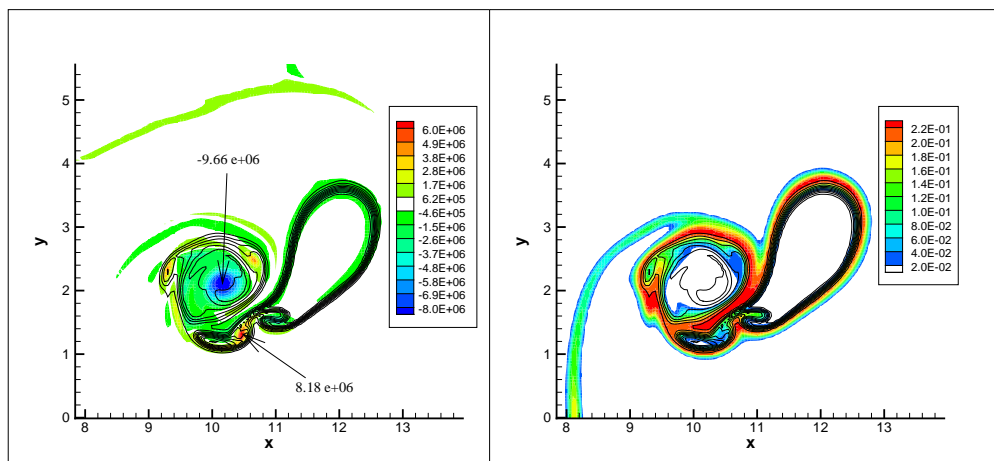 5
4
3
2
1
0
y
8
9
10
11
12
13
x
-9.66 e+06
8.18 e+06
6.0E+06
4.9E+06
3.8E+06
2.8E+06
1.7E+06
6.2E+05
-4.6E+05
-1.5E+06
-2.6E+06
-3.7E+06
-4.8E+06
-5.8E+06
-6.9E+06
-8.0E+06
5
4
3
2
1
0
y
8
9
10
11
12
13
x
2.2E-01
2.0E-01
1.8E-01
1.6E-01
1.4E-01
1.2E-01
1.0E-01
8.0E-02
6.0E-02
4.0E-02
2.0E-02